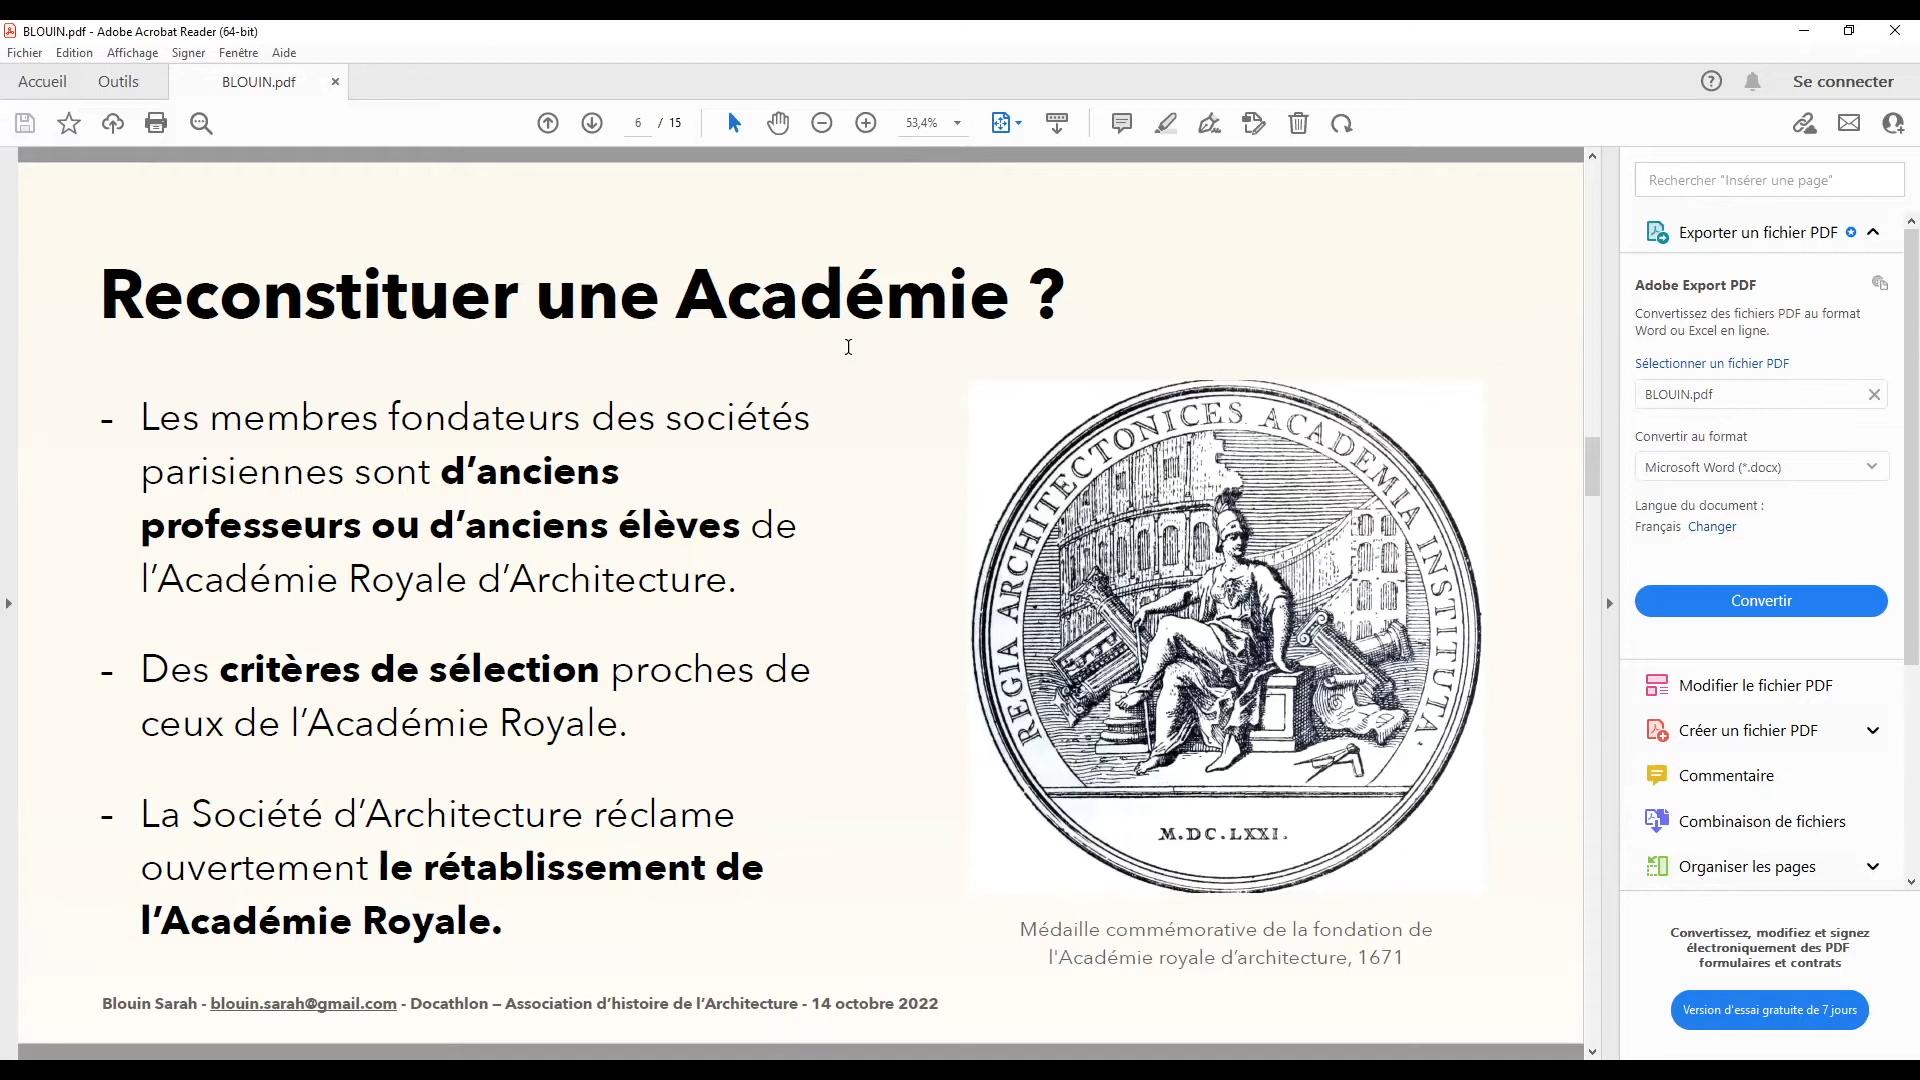 BLOUIN.pdf - Adobe Acrobat Reader (64-bit)
Fichier Edition Affichage Signer Fenêtre Aide
Accueil Outils BLOUIN.pdf Se connecter
6 / 15 53,4%
Reconstituer une Académie ?
- Les membres fondateurs des sociétés
parisiennes sont d’anciens
professeurs ou d’anciens élèves de
l’Académie Royale d’Architecture.
- Des critères de sélection proches de
ceux de l’Académie Royale.
- La Société d’Architecture réclame
ouvertement le rétablissement de
l’Académie Royale.
REGIA ARCHITECTONICES ACADEMIA INSTITUTA.
M.DC.LXXI.
Médaille commémorative de la fondation de
l'Académie royale d’architecture, 1671
Blouin Sarah - blouin.sarah@gmail.com - Docathlon – Association d’histoire de l’Architecture - 14 octobre 2022
Rechercher "Insérer une page"
Exporter un fichier PDF
Adobe Export PDF
Convertissez des fichiers PDF au format
Word ou Excel en ligne.
Sélectionner un fichier PDF
BLOUIN.pdf
Convertir au format
Microsoft Word (*.docx)
Langue du document :
Français Changer
Convertir
Modifier le fichier PDF
Créer un fichier PDF
Commentaire
Combinaison de fichiers
Organiser les pages
Convertissez, modifiez et signez
électroniquement des PDF
formulaires et contrats
Version d'essai gratuite de 7 jours